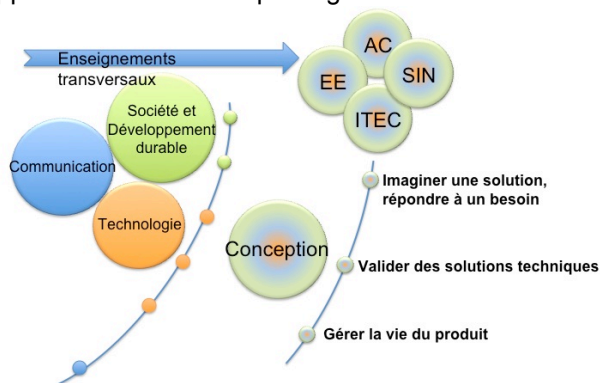 Enseignements
transversaux
AC
EE
SIN
ITEC
Société et
Développement
durable
Communication
Technologie
Conception
Imaginer une solution,
répondre à un besoin
Valider des solutions techniques
Gérer la vie du produit